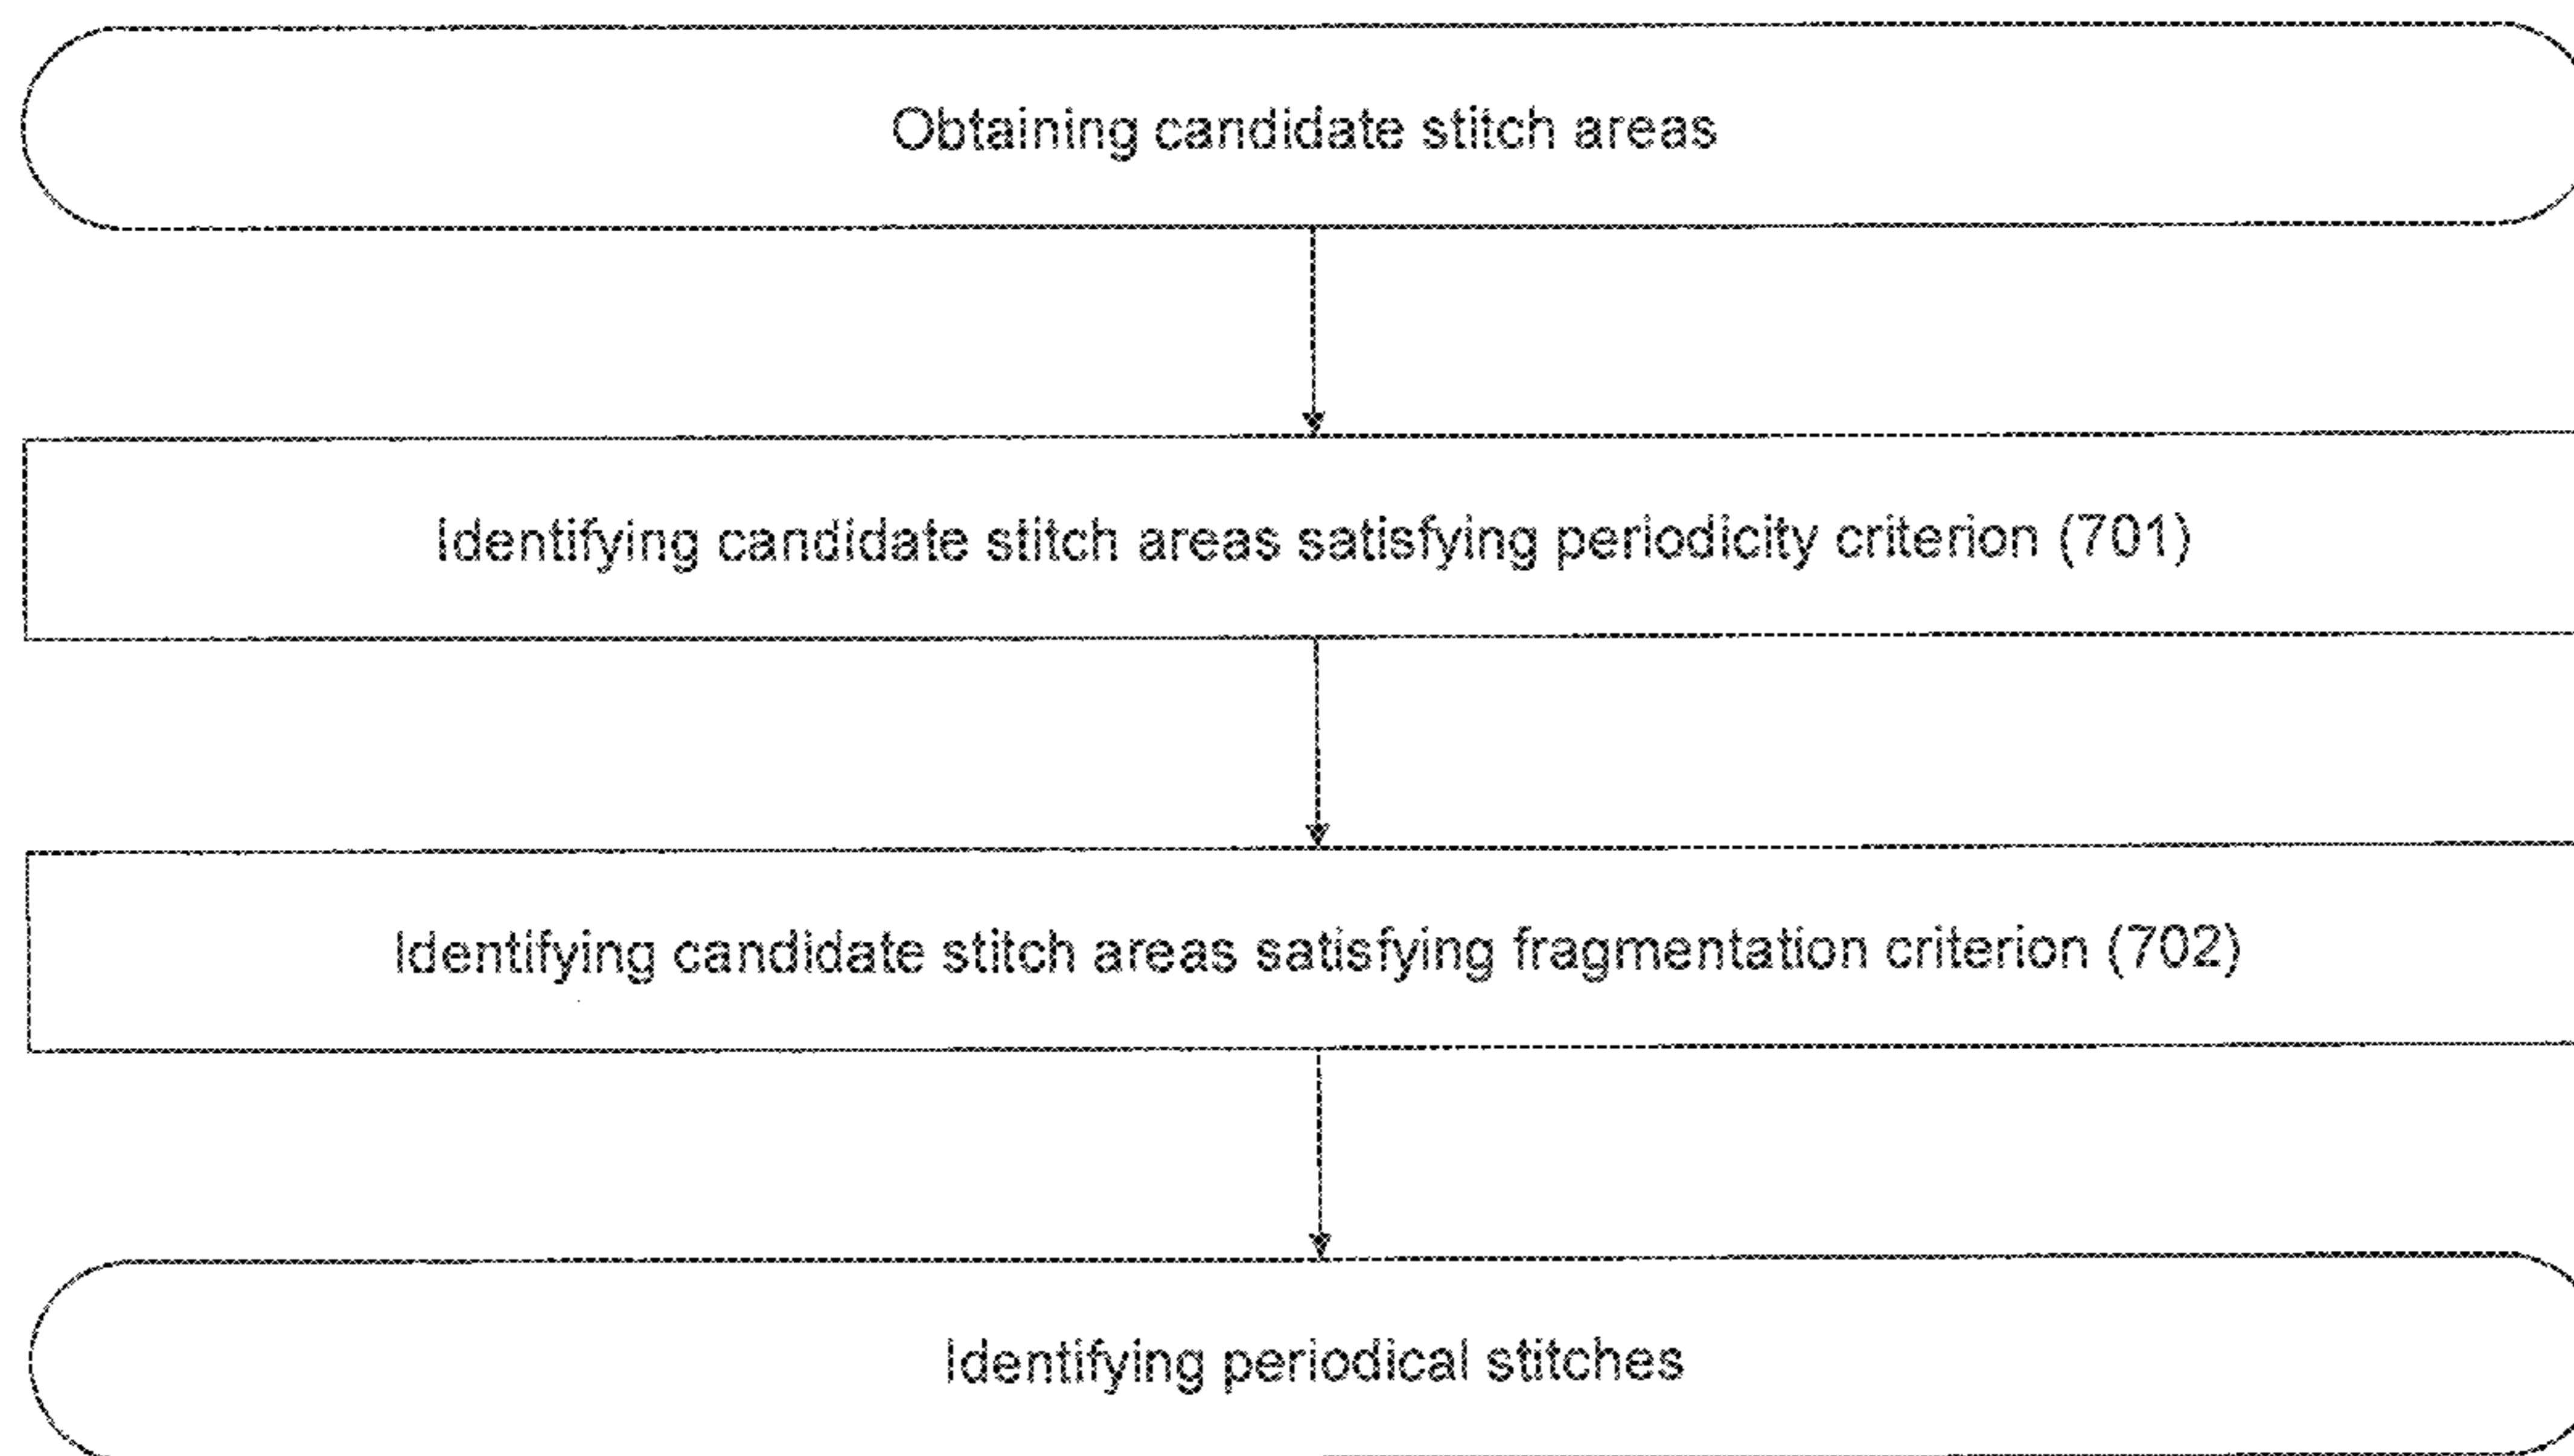 Obtaining candidate stitch areas
Identifying candidate stitch areas satisfying periodicity criterion (701)
Identifying candidate stitch areas satisfying fragmentation criterion (702)
Identifying periodical stitches